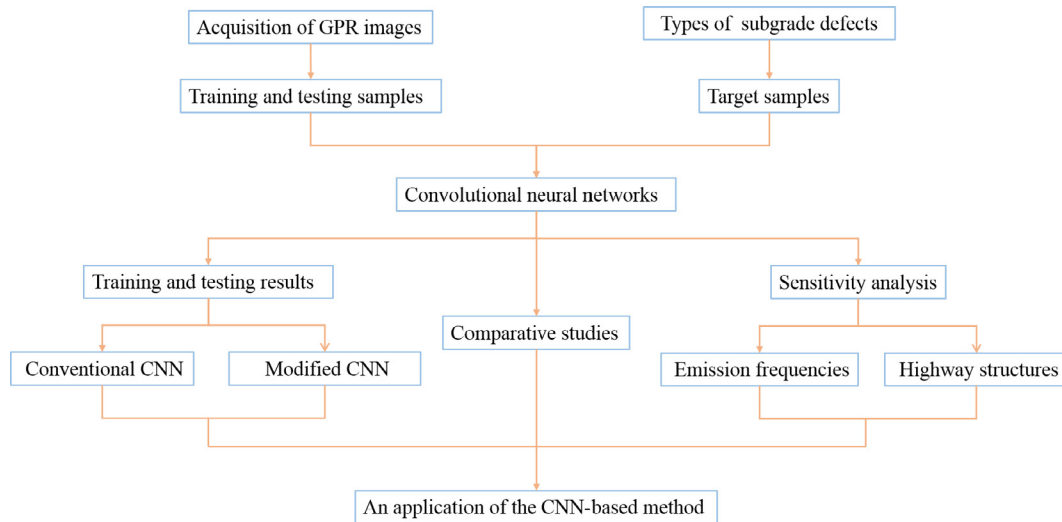 Acquisition of GPR images
Types of subgrade defects
Training and testing samples
Target samples
Convolutional neural networks
Training and testing results
Sensitivity analysis
Comparative studies
Conventional CNN
Modified CNN
Emission frequencies
Highway structures
An application of the CNN-based method